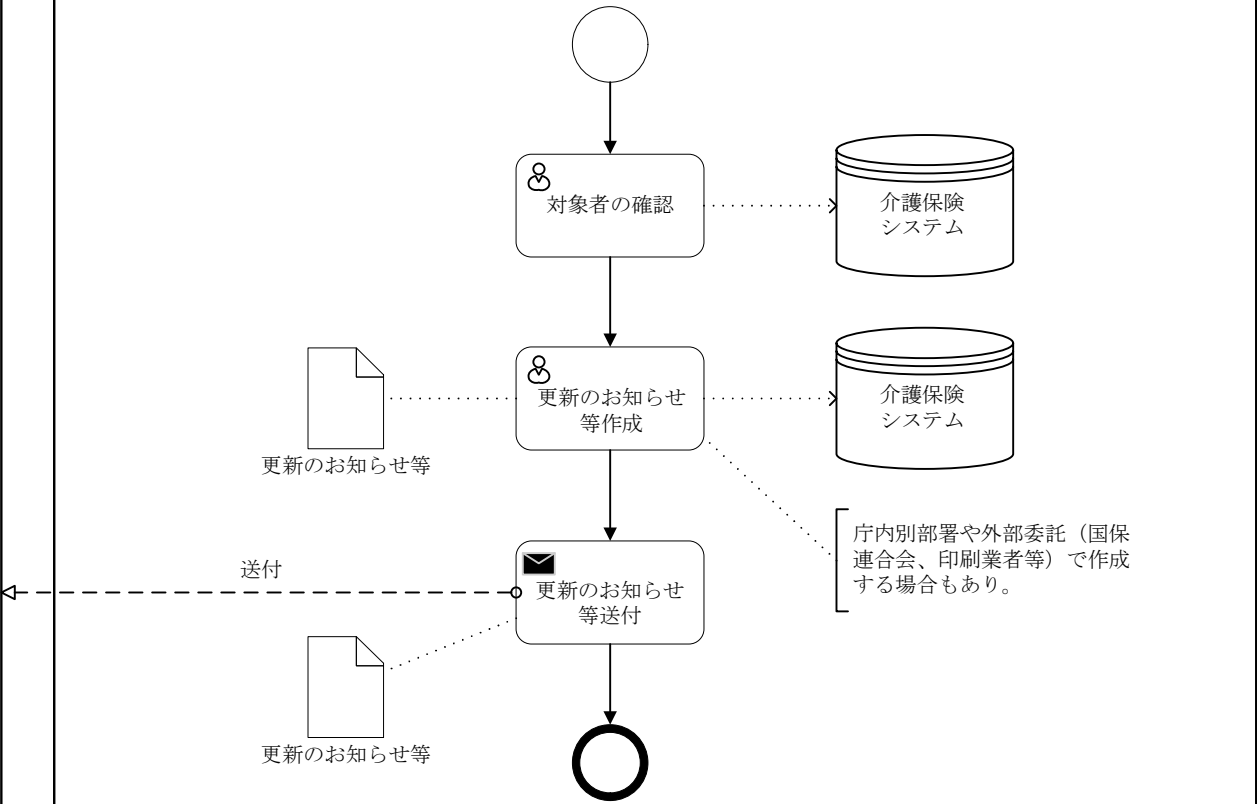 対象者の確認
介護保険
システム
更新のお知らせ
等作成
介護保険
システム
更新のお知らせ等
庁内別部署や外部委託（国保
連合会、印刷業者等）で作成
する場合もあり。
送付
更新のお知らせ
等送付
更新のお知らせ等